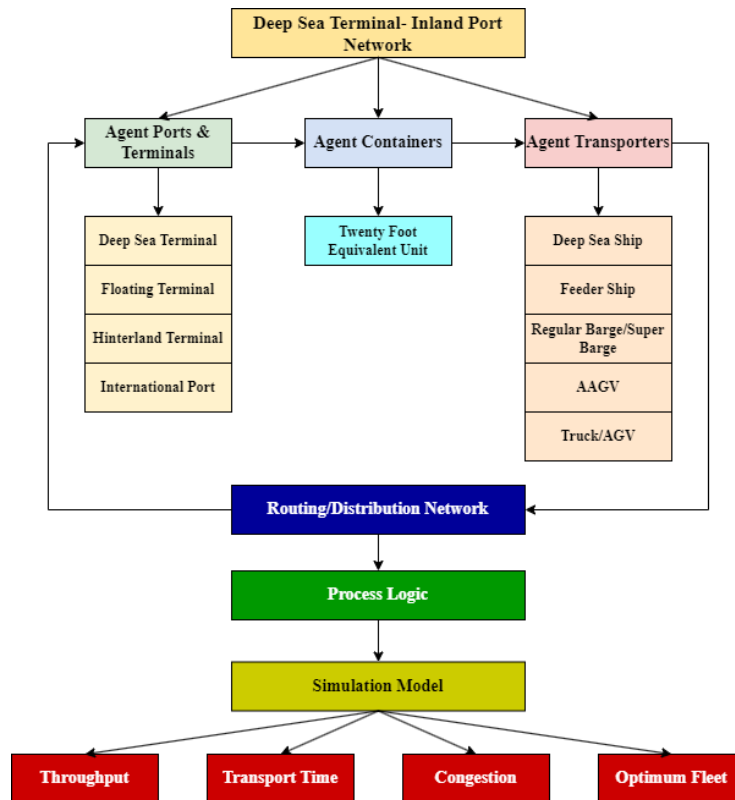 Deep Sea Terminal- Inland Port
Network
Agent Ports &
Terminals
Agent Containers
Agent Transporters
Deep Sea Terminal
Floating Terminal
Hinterland Terminal
International Port
Twenty Foot
Equivalent Unit
Deep Sea Ship
Feeder Ship
Regular Barge/Super
Barge
AAGV
Truck/AGV
Routing/Distribution Network
Process Logic
Simulation Model
Throughput
Transport Time
Congestion
Optimum Fleet